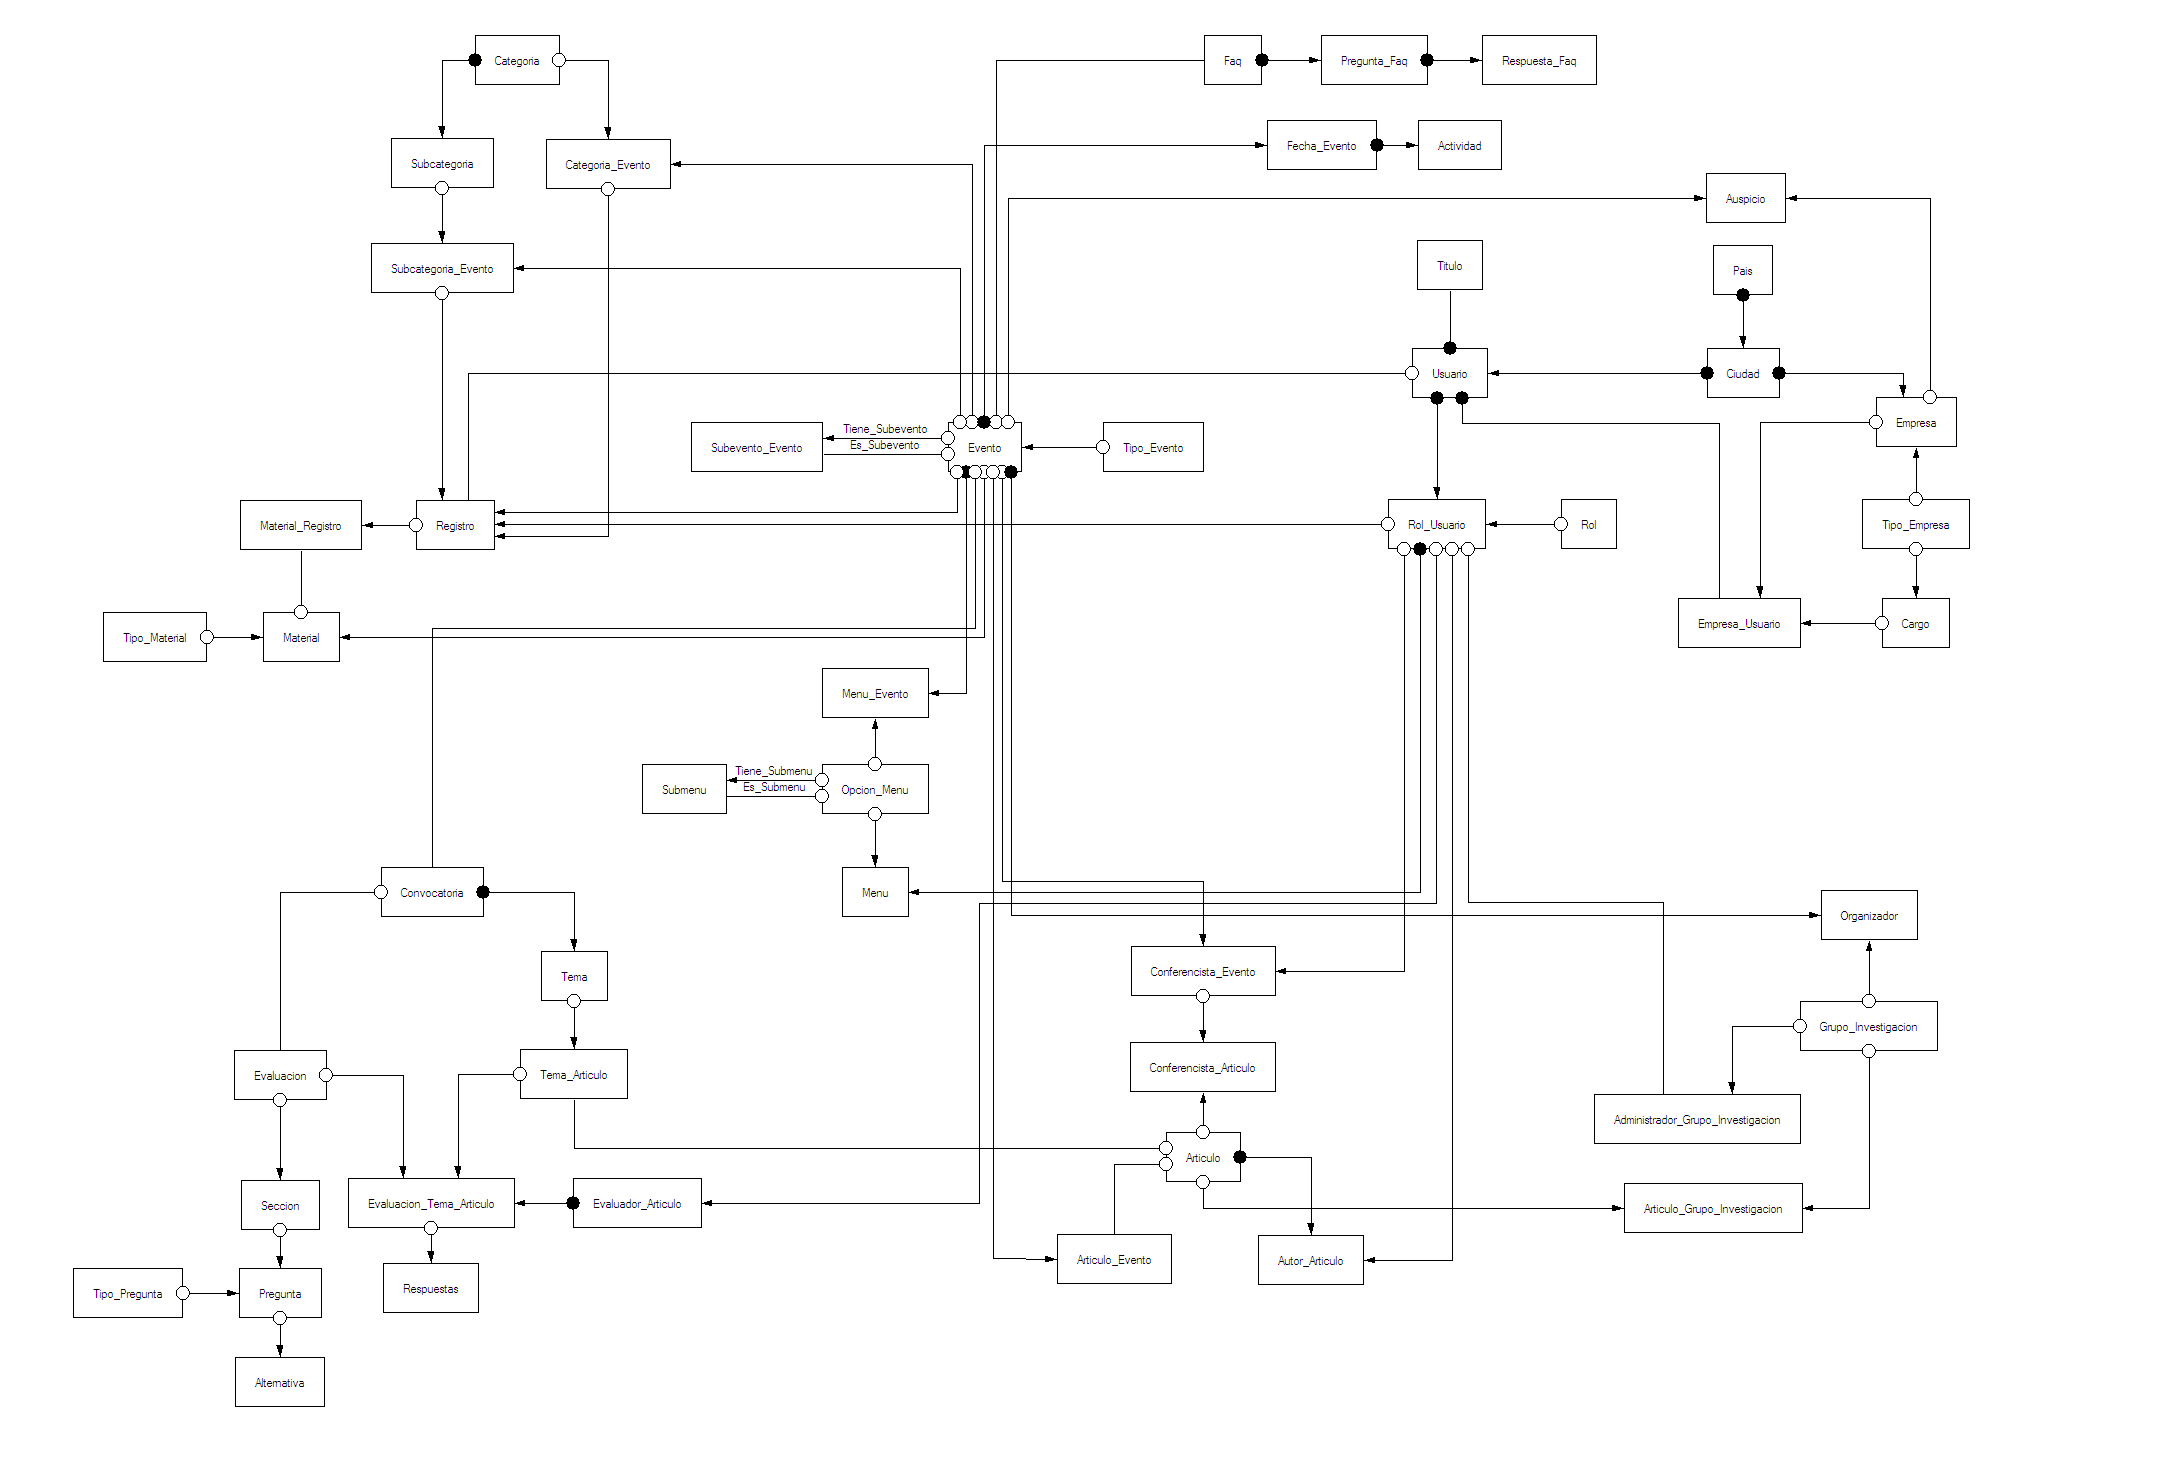 Categoria
Faq
Pregunta_Faq
Respuesta_Faq
Subcategoria
Categoria_Evento
Fecha_Evento
Actividad
Auspicio
Subcategoria_Evento
Titulo
Pais
Usuario
Ciudad
Empresa
Subevento_Evento
Tiene_Subevento
Es_Subevento
Evento
Tipo_Evento
Material_Registro
Registro
Rol_Usuario
Rol
Tipo_Empresa
Tipo_Material
Material
Empresa_Usuario
Cargo
Menu_Evento
Submenu
Tiene_Submenu
Es_Submenu
Opcion_Menu
Convocatoria
Menu
Organizador
Tema
Conferencista_Evento
Grupo_Investigacion
Evaluacion
Tema_Articulo
Conferencista_Articulo
Administrador_Grupo_Investigacion
Articulo
Seccion
Evaluacion_Tema_Articulo
Evaluador_Articulo
Articulo_Grupo_Investigacion
Articulo_Evento
Autor_Articulo
Tipo_Pregunta
Pregunta
Respuestas
Alternativa